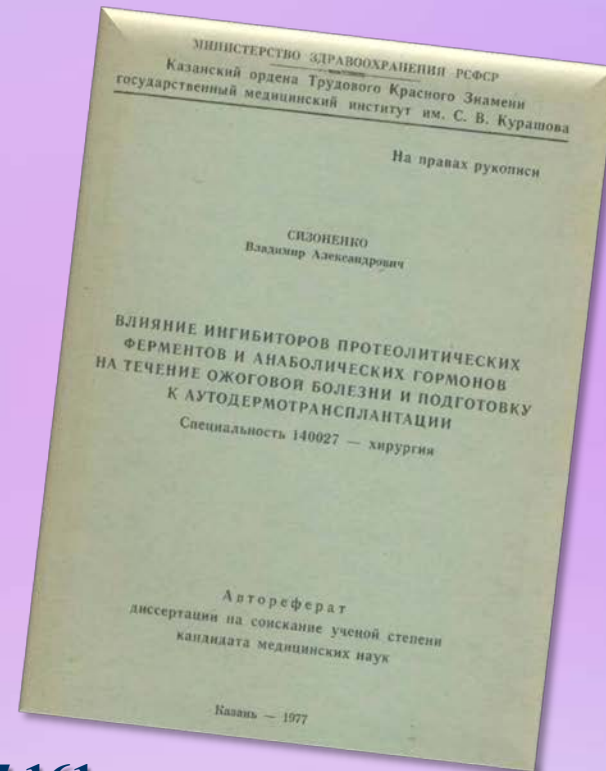 МИНИСТЕРСТВО ЗДРАВООХРАНЕНИЯ РСФСР
Казанский ордена Трудового Красного Знамени
государственный медицинский институт им. С. В. Курашова
На правах рукописи
СИЗОНЕНКО
Владимир Александрович
ВЛИЯНИЕ ИНГИБИТОРОВ ПРОТЕОЛИТИЧЕСКИХ
ФЕРМЕНТОВ И АНАБОЛИЧЕСКИХ ГОРМОНОВ
НА ТЕЧЕНИЕ ОЖОГОВОЙ БОЛЕЗНИ И ПОДГОТОВКУ
К АУТОДЕРМОТРАНСПЛАНТАЦИИ
Специальность 140027 — хирургия
Автореферат
диссертации на соискание ученой степени
кандидата медицинских наук
Казань — 1977